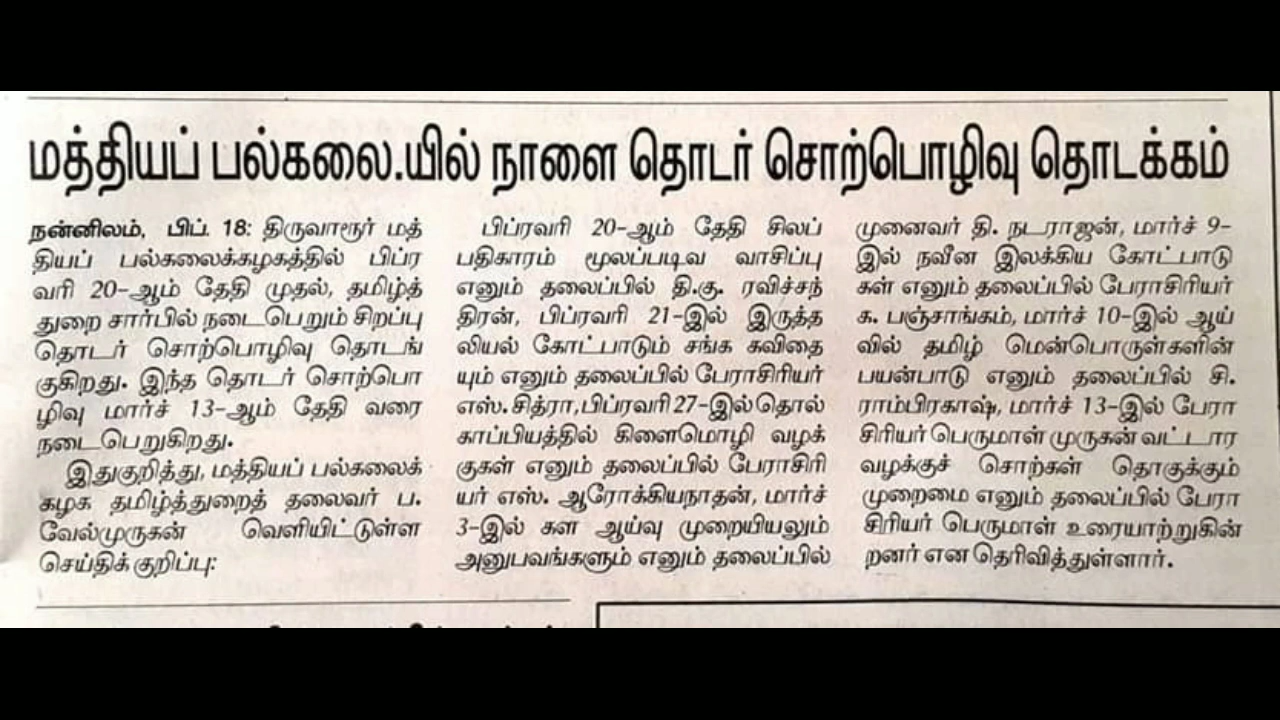 மத்தியப் பல்கலை.யில் நாளை தொடர் சொற்பொழிவு தொடக்கம்
நன்னிலம், பிப். 18: திருவாரூர் மத்
தியப் பல்கலைக்கழகத்தில் பிப்ர
வரி 20-ஆம் தேதி முதல், தமிழ்த்
துறை சார்பில் நடைபெறும் சிறப்பு
தொடர் சொற்பொழிவு தொடங்
குகிறது. இந்த தொடர் சொற்பொ
ழிவு மார்ச் 13-ஆம் தேதி வரை
நடைபெறுகிறது.
இதுகுறித்து, மத்தியப் பல்கலைக்
கழக தமிழ்த்துறைத் தலைவர் ப.
வேல்முருகன் வெளியிட்டுள்ள
செய்திக் குறிப்பு:
பிப்ரவரி 20-ஆம் தேதி சிலப்
பதிகாரம் மூலப்படிவ வாசிப்பு
எனும் தலைப்பில் தி.கு. ரவிச்சந்
திரன், பிப்ரவரி 21-இல் இருத்த
லியல் கோட்பாடும் சங்க கவிதை
யும் எனும் தலைப்பில் பேராசிரியர்
எஸ். சித்ரா, பிப்ரவரி 27-இல் தொல்
காப்பியத்தில் கிளைமொழி வழக்
குகள் எனும் தலைப்பில் பேராசிரி
யர் எஸ். ஆரோக்கியநாதன், மார்ச்
3-இல் கள ஆய்வு முறையியலும்
அனுபவங்களும் எனும் தலைப்பில்
முனைவர் தி. நடராஜன், மார்ச் 9-
இல் நவீன இலக்கிய கோட்பாடு
கள் எனும் தலைப்பில் பேராசிரியர்
க. பஞ்சாங்கம், மார்ச் 10-இல் ஆய்
வில் தமிழ் மென்பொருள்களின்
பயன்பாடு எனும் தலைப்பில் சி.
ராம்பிரகாஷ், மார்ச் 13-இல் பேரா
சிரியர் பெருமாள் முருகன் வட்டார
வழக்குச் சொற்கள் தொகுக்கும்
முறைமை எனும் தலைப்பில் பேரா
சிரியர் பெருமாள் உரையாற்றுகின்
றனர் என தெரிவித்துள்ளார்.